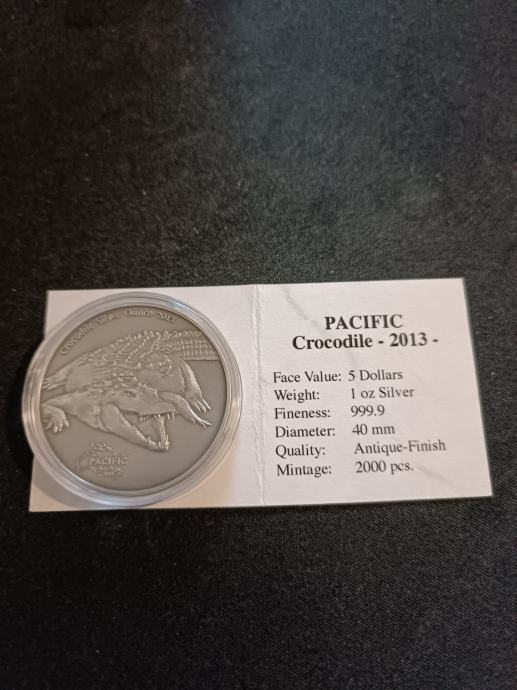 Crocodile Silver Ounce 2013
PACIFIC
PACIFIC
Crocodile - 2013 -
Face Value: 5 Dollars
Weight: 1 oz Silver
Fineness: 999.9
Diameter: 40 mm
Quality: Antique-Finish
Mintage: 2000 pcs.